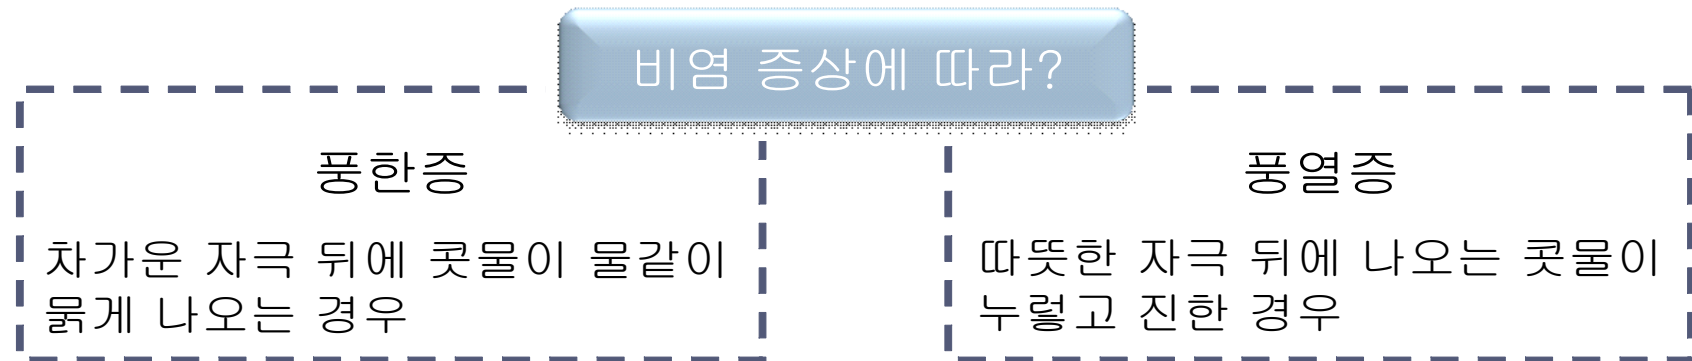 비염 증상에 따라?
풍한증
차가운 자극 뒤에 콧물이 물같이
묽게 나오는 경우
풍열증
따뜻한 자극 뒤에 나오는 콧물이
누렇고 진한 경우